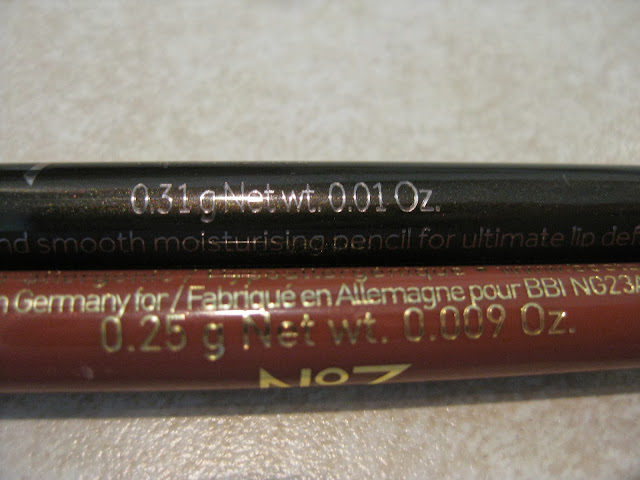 0.31 g Net wt. 0.01 Oz.
nd smooth moisturising pencil for ultimate lip def
n Germany for / Fabriqué en Allemagne pour BBI NG23A
0.25 g Net wt. 0.009 Oz.
No7